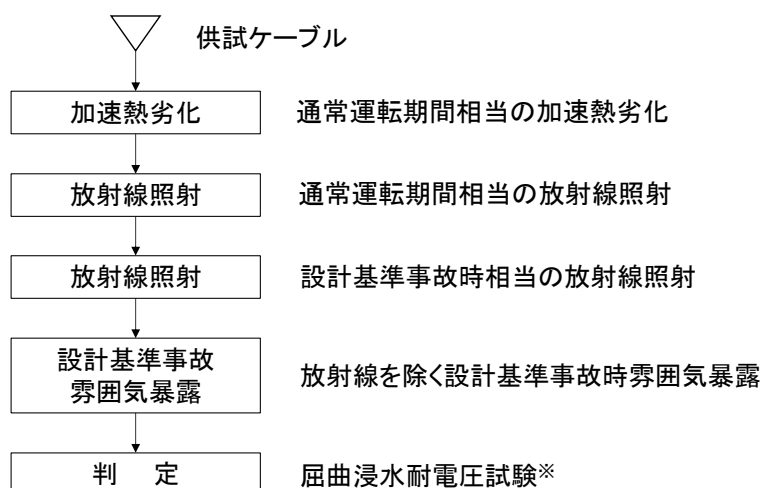 供試ケーブル
加速熱劣化 通常運転期間相当の加速熱劣化
放射線照射 通常運転期間相当の放射線照射
放射線照射 設計基準事故時相当の放射線照射
設計基準事故
雰囲気暴露
放射線を除く設計基準事故時雰囲気暴露
判 定 屈曲浸水耐電圧試験※